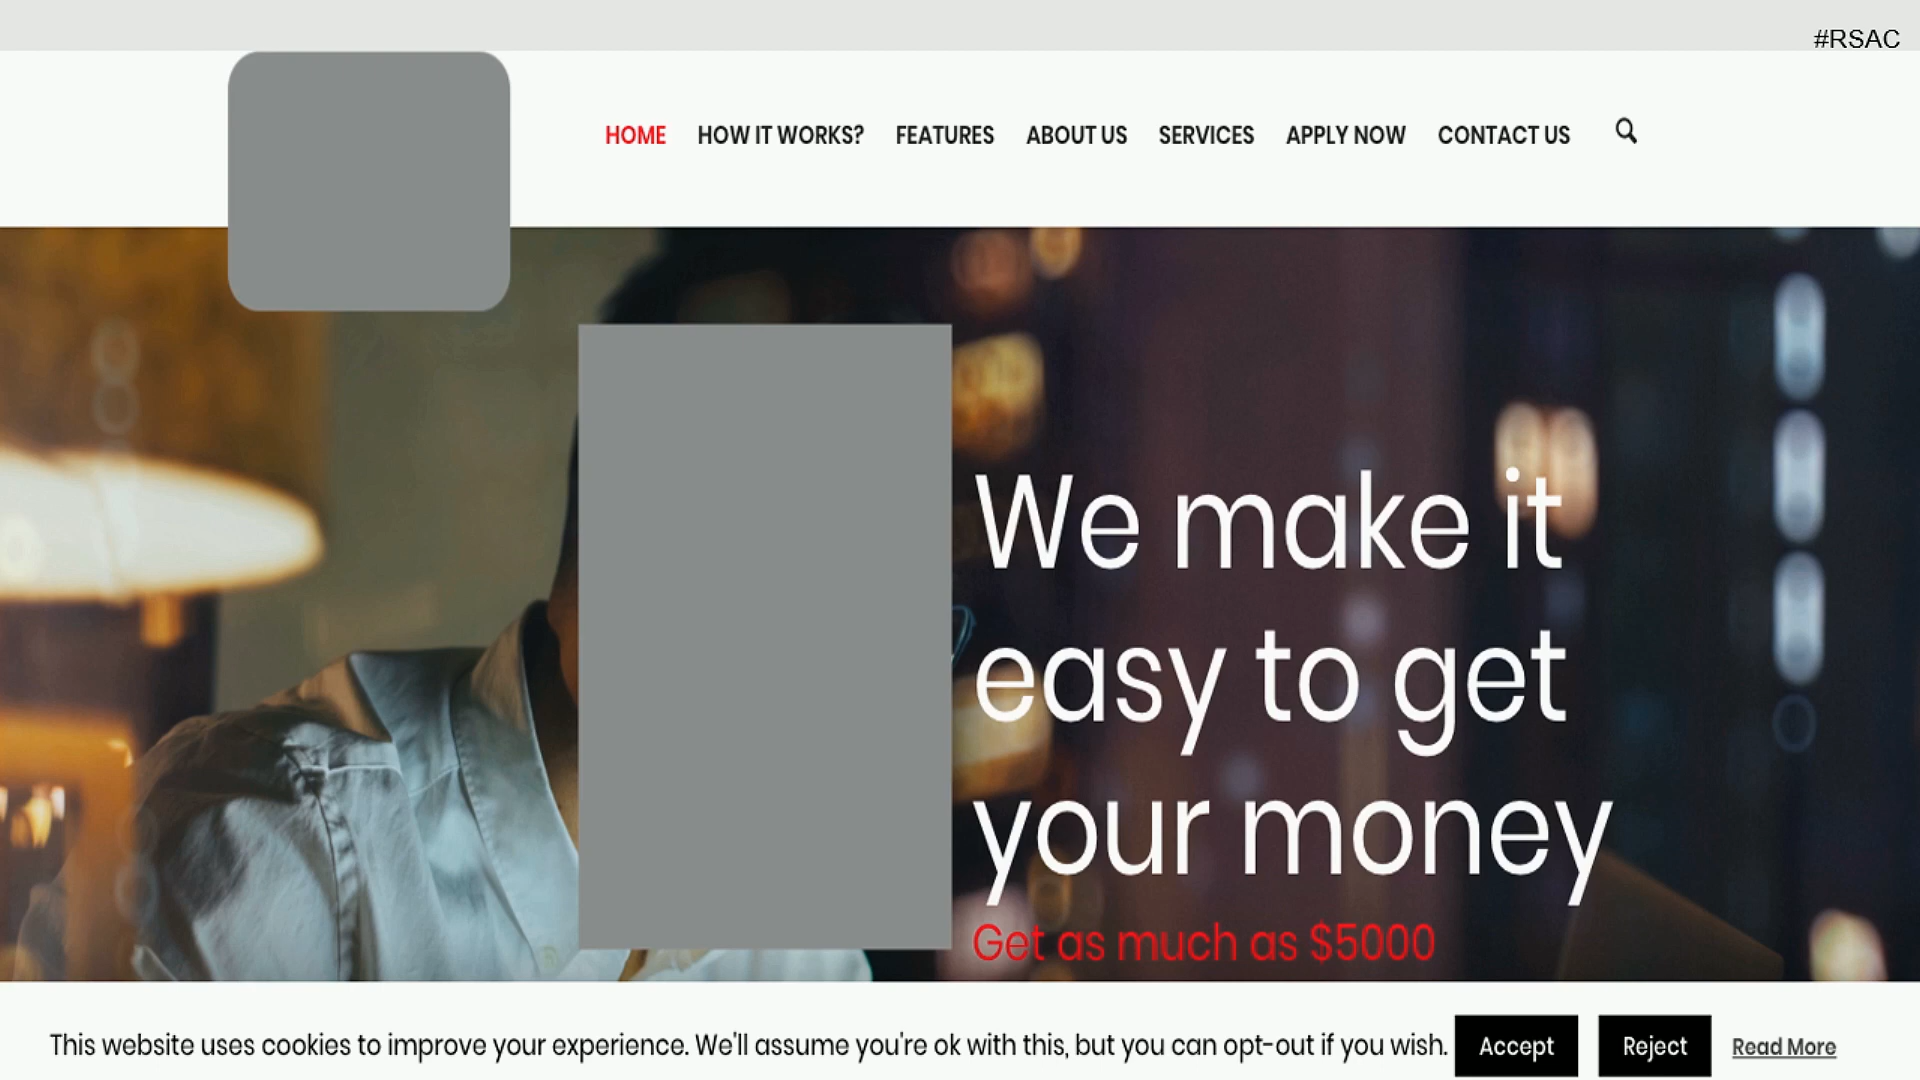 #RSAC
HOME HOW IT WORKS? FEATURES ABOUT US SERVICES APPLY NOW CONTACT US
We make it
easy to get
your money
Get as much as $5000
This website uses cookies to improve your experience. We'll assume you're ok with this, but you can opt-out if you wish. Accept Reject Read More